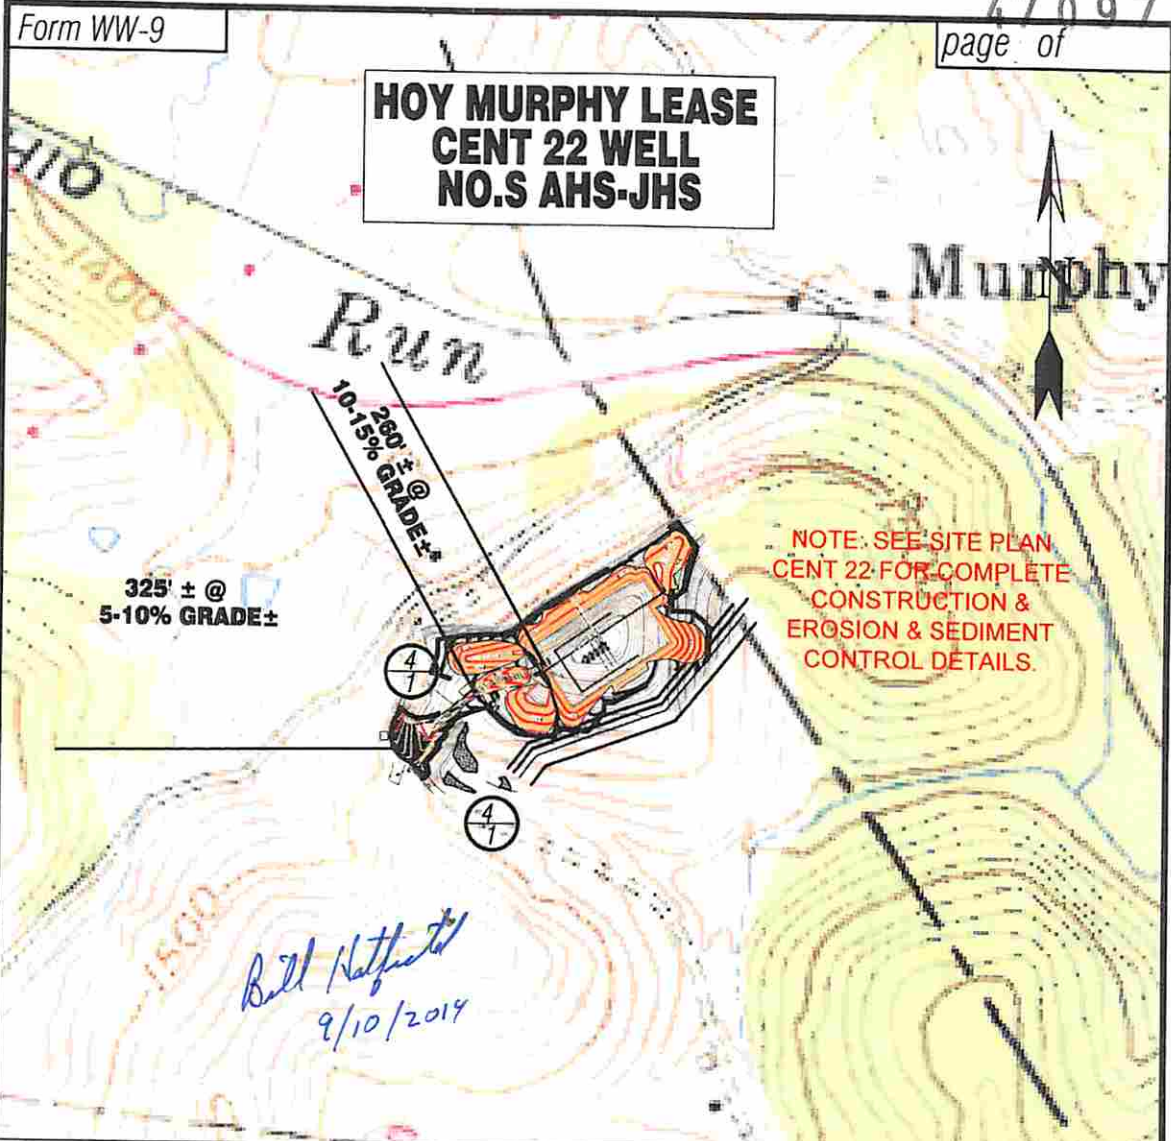 Form WW-9
page of
HOY MURPHY LEASE
CENT 22 WELL
NO.S AHS-JHS
HIO
1600
Run
Murphy
N
260' ± @
10-15% GRADE±
325' ± @
5-10% GRADE±
NOTE: SEE SITE PLAN
CENT 22 FOR COMPLETE
CONSTRUCTION &
EROSION & SEDIMENT
CONTROL DETAILS.
4
1
4
1
Bill Hatfield
9/10/2014